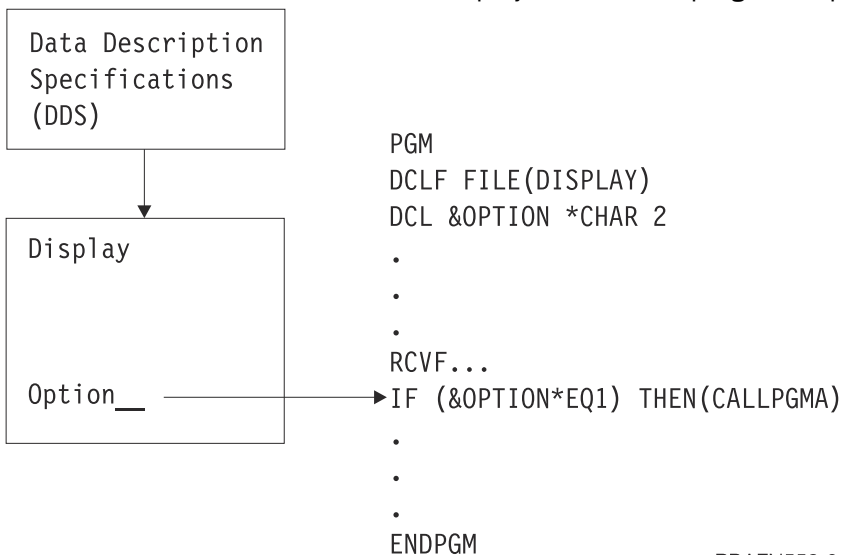 Data Description
Specifications
(DDS)
Display
Option__
PGM
DCLF FILE(DISPLAY)
DCL &OPTION *CHAR 2
.
.
.
RCVF...
IF (&OPTION*EQ1) THEN(CALLPGMA)
.
.
.
ENDPGM